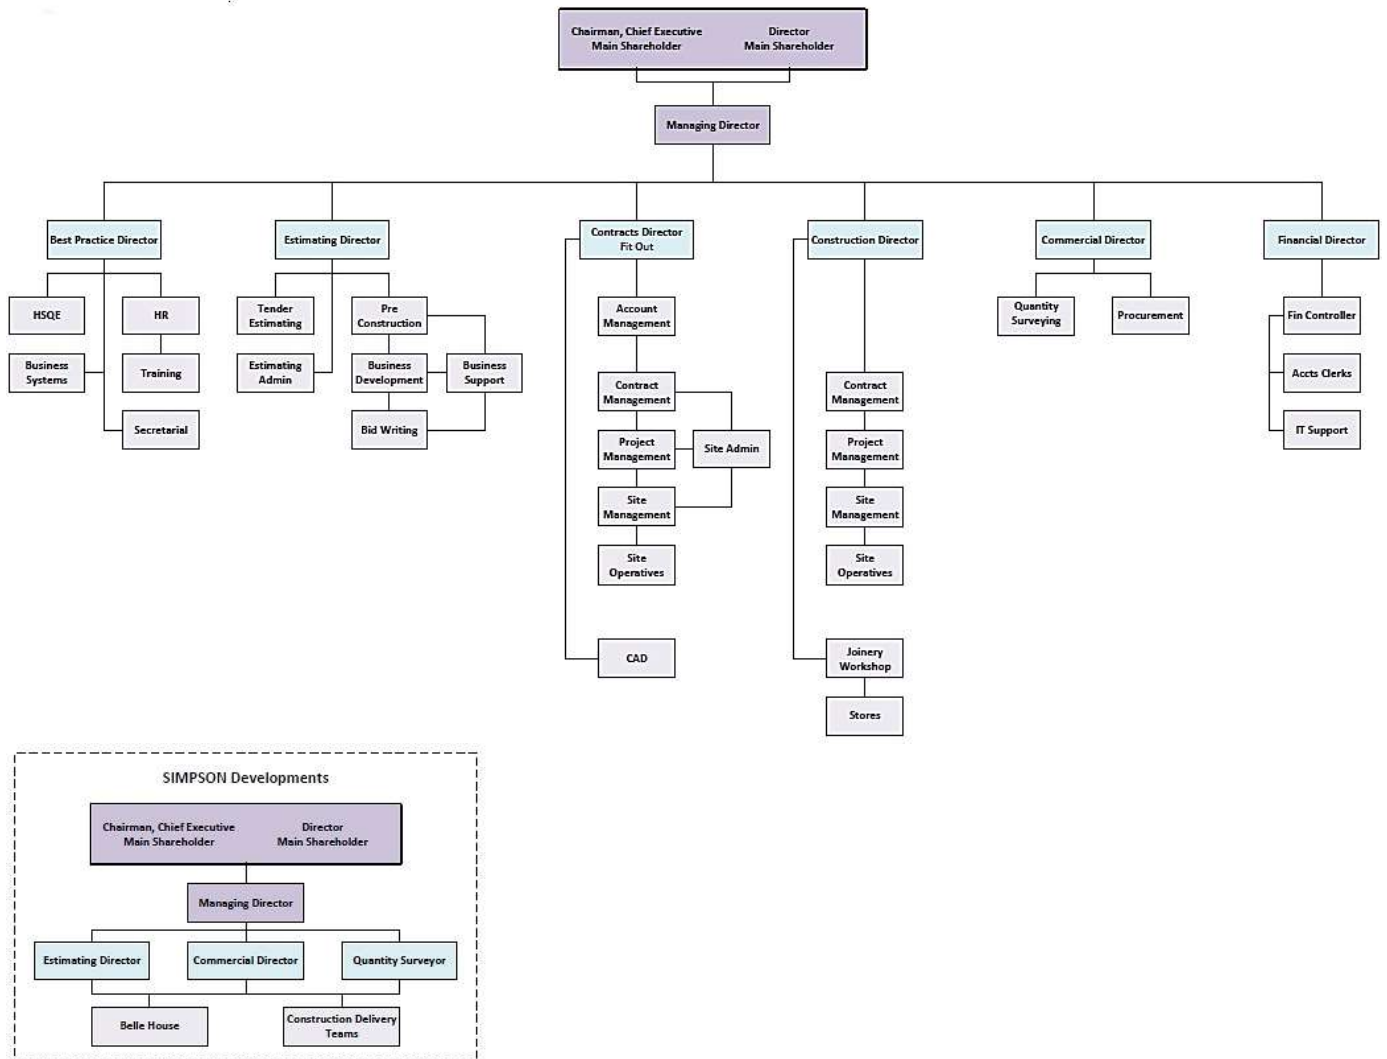 Chairman, Chief Executive
Main Shareholder
Director
Main Shareholder
Managing Director
Best Practice Director
Estimating Director
Contracts Director
Fit Out
Construction Director
Commercial Director
Financial Director
HSQE
HR
Tender
Estimating
Pre
Construction
Account
Management
Quantity
Surveying
Procurement
Fin Controller
Business
Systems
Training
Estimating
Admin
Business
Development
Business
Support
Contract
Management
Contract
Management
Accts Clerks
Secretarial
Bid Writing
Project
Management
Site Admin
Project
Management
IT Support
Site
Management
Site
Management
Site
Operatives
Site
Operatives
CAD
Joinery
Workshop
Stores
SIMPSON Developments
Chairman, Chief Executive
Main Shareholder
Director
Main Shareholder
Managing Director
Estimating Director
Commercial Director
Quantity Surveyor
Belle House
Construction Delivery
Teams